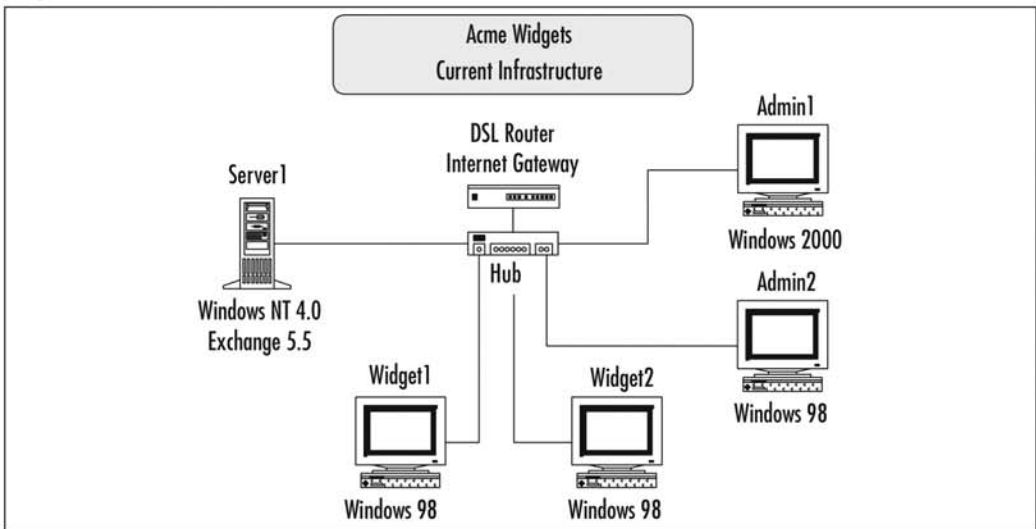 Acme Widgets
Current Infrastructure
DSL Router
Internet Gateway
Admin1
Server1
Windows 2000
Hub
Admin2
Windows NT 4.0
Exchange 5.5
Widget1
Widget2
Windows 98
Windows 98
Windows 98